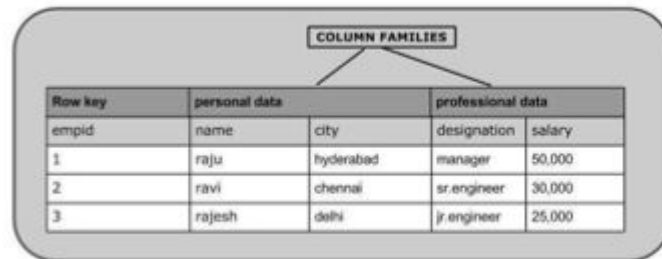 COLUMN FAMILIES
Row key personal data professional data
empid name city designation salary
1 raju hyderabad manager 50,000
2 ravi chennai sr.engineer 30,000
3 rajesh delhi jr.engineer 25,000